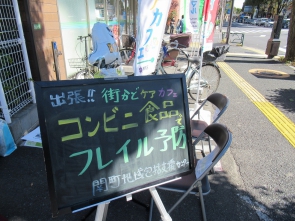 出張!! 街かどケアカフェ
コンビニ食品で
フレイル予防
関町地域包括支援センター